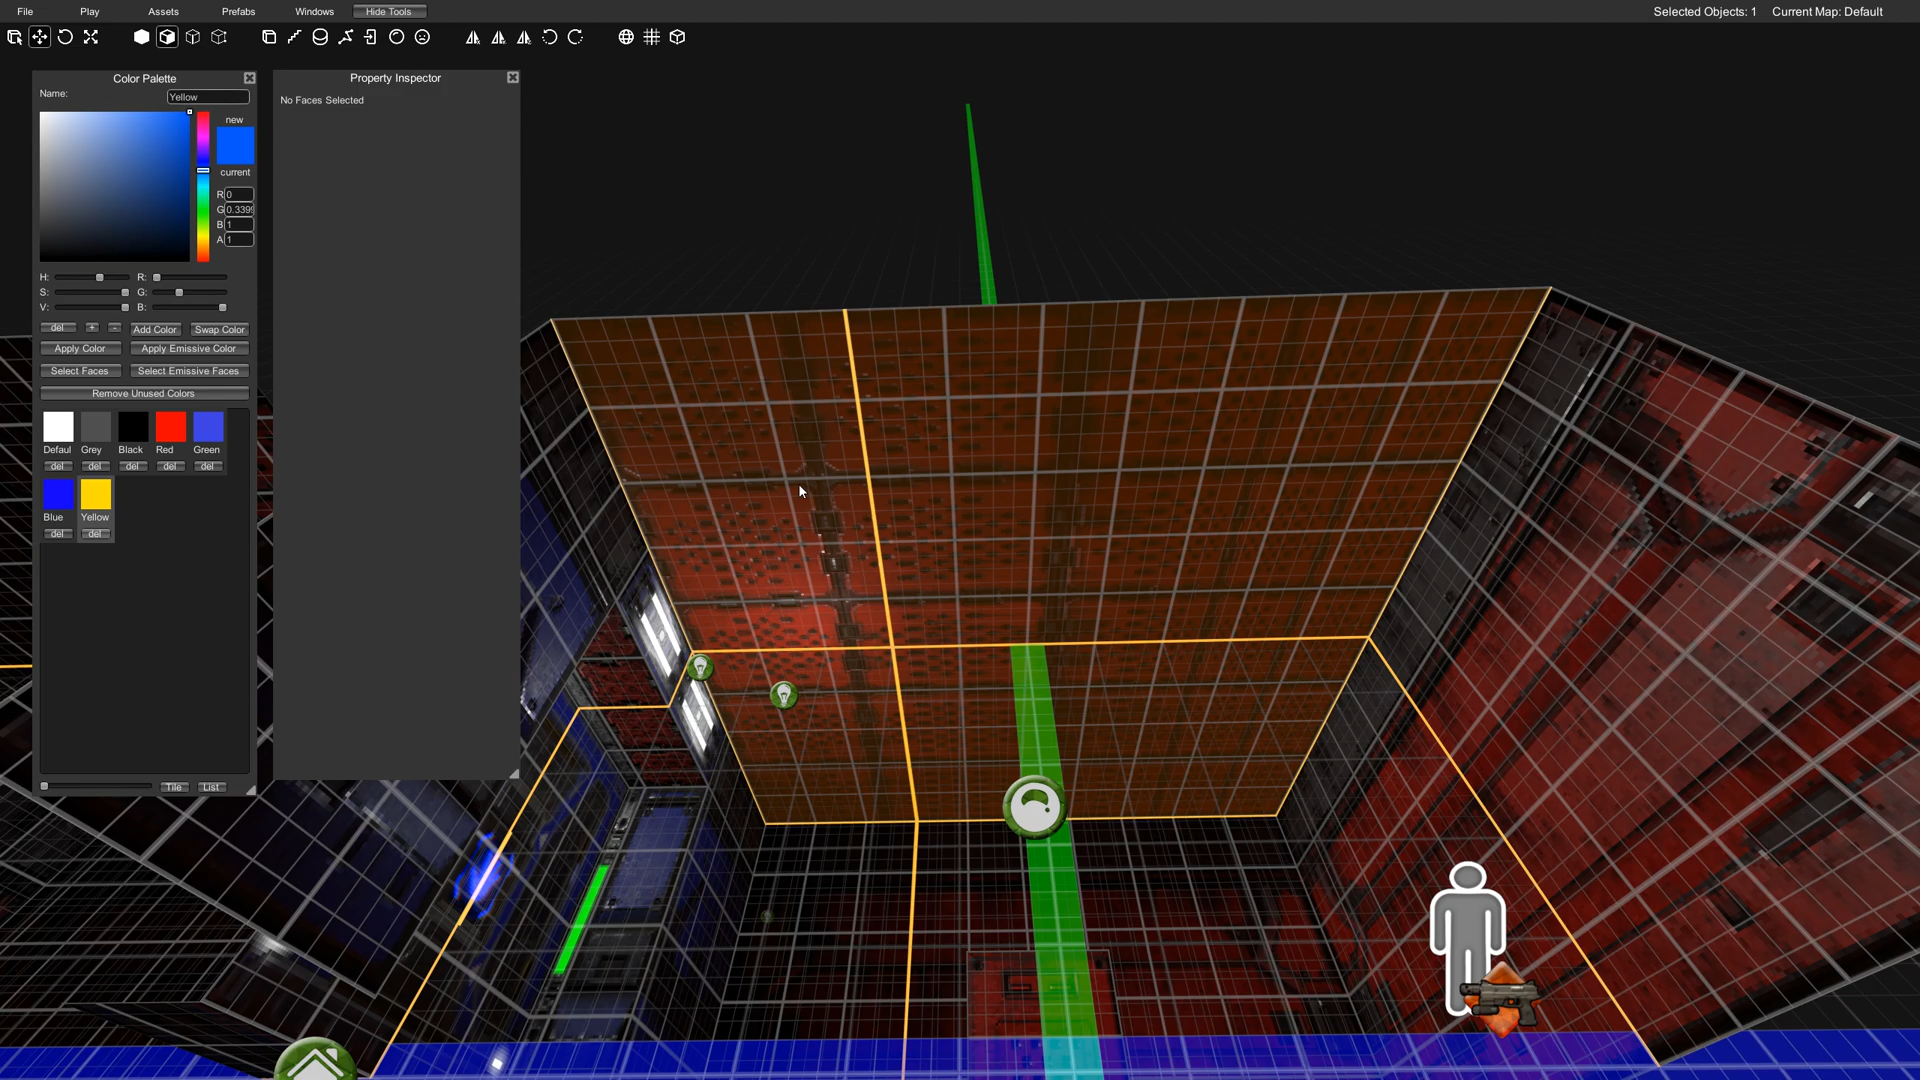 File Play Assets Prefabs Windows Hide Tools Selected Objects: 1 Current Map: Default
Color Palette
Name: Yellow
new
current
R 0
G 0.3399
B 1
A 1
H: R:
S: G:
V: B:
del + - Add Color Swap Color
Apply Color Apply Emissive Color
Select Faces Select Emissive Faces
Remove Unused Colors
Defaul Grey Black Red Green
del del del del del
Blue Yellow
del del
Tile List
Property Inspector
No Faces Selected